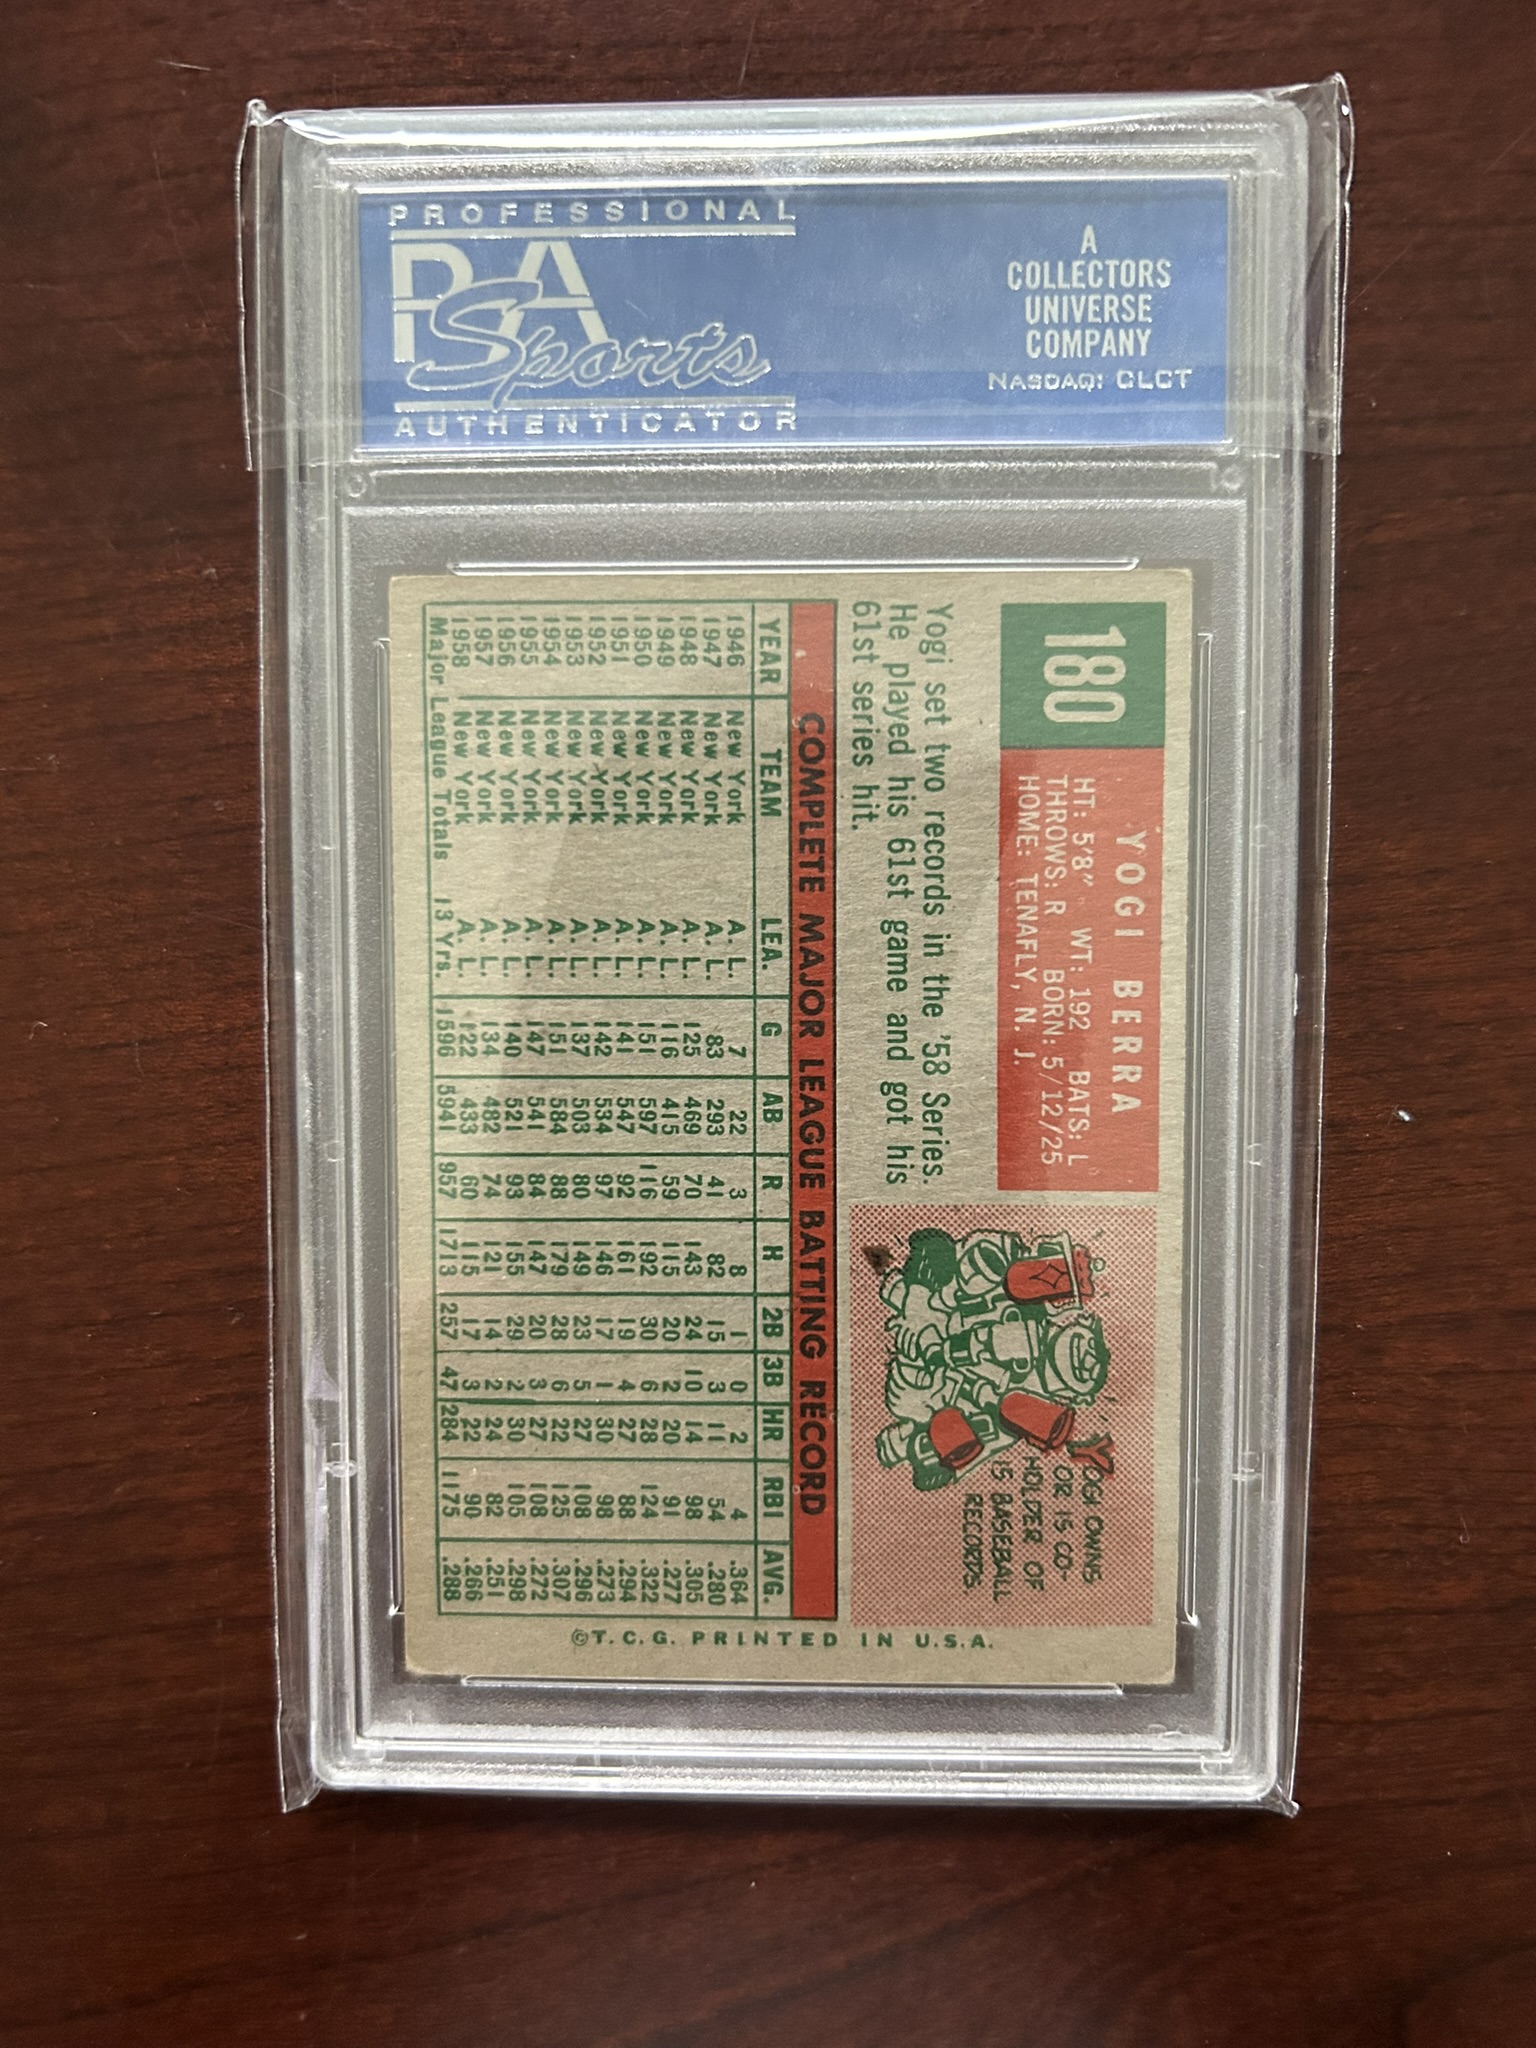 PROFESSIONAL
PSA
Sports
AUTHENTICATOR
A
COLLECTORS
UNIVERSE
COMPANY
NASDAQ: CLCT
180
YOGI BERRA
HT: 5'8" WT: 192 BATS: L
THROWS: R BORN: 5/12/25
HOME: TENAFLY, N. J.
Yogi set two records in the '58 Series.
He played his 61st game and got his
61st series hit.
YOGI OWNS
OR IS CO-
HOLDER OF
15 BASEBALL
RECORDS.
COMPLETE MAJOR LEAGUE BATTING RECORD
YEAR TEAM LEA. G AB R H 2B 3B HR RBI AVG.
1946 New York A. L. 7 22 3 8 1 0 2 4 .364
1947 New York A. L. 83 293 41 82 15 3 11 54 .280
1948 New York A. L. 125 469 70 143 24 10 14 98 .305
1949 New York A. L. 116 415 59 115 20 2 20 91 .277
1950 New York A. L. 151 597 116 192 30 6 28 124 .322
1951 New York A. L. 141 547 92 161 19 4 27 88 .294
1952 New York A. L. 142 534 97 146 17 1 30 98 .273
1953 New York A. L. 137 503 80 149 23 5 27 108 .296
1954 New York A. L. 151 584 88 179 28 6 22 125 .307
1955 New York A. L. 147 541 84 147 20 3 27 108 .272
1956 New York A. L. 140 521 93 155 29 2 30 105 .298
1957 New York A. L. 134 482 74 121 14 2 24 82 .251
1958 New York A. L. 122 433 60 115 17 3 22 90 .266
Major League Totals 13 Yrs. 1596 5941 957 1713 257 47 284 1175 .288
©T.C.G. PRINTED IN U.S.A.